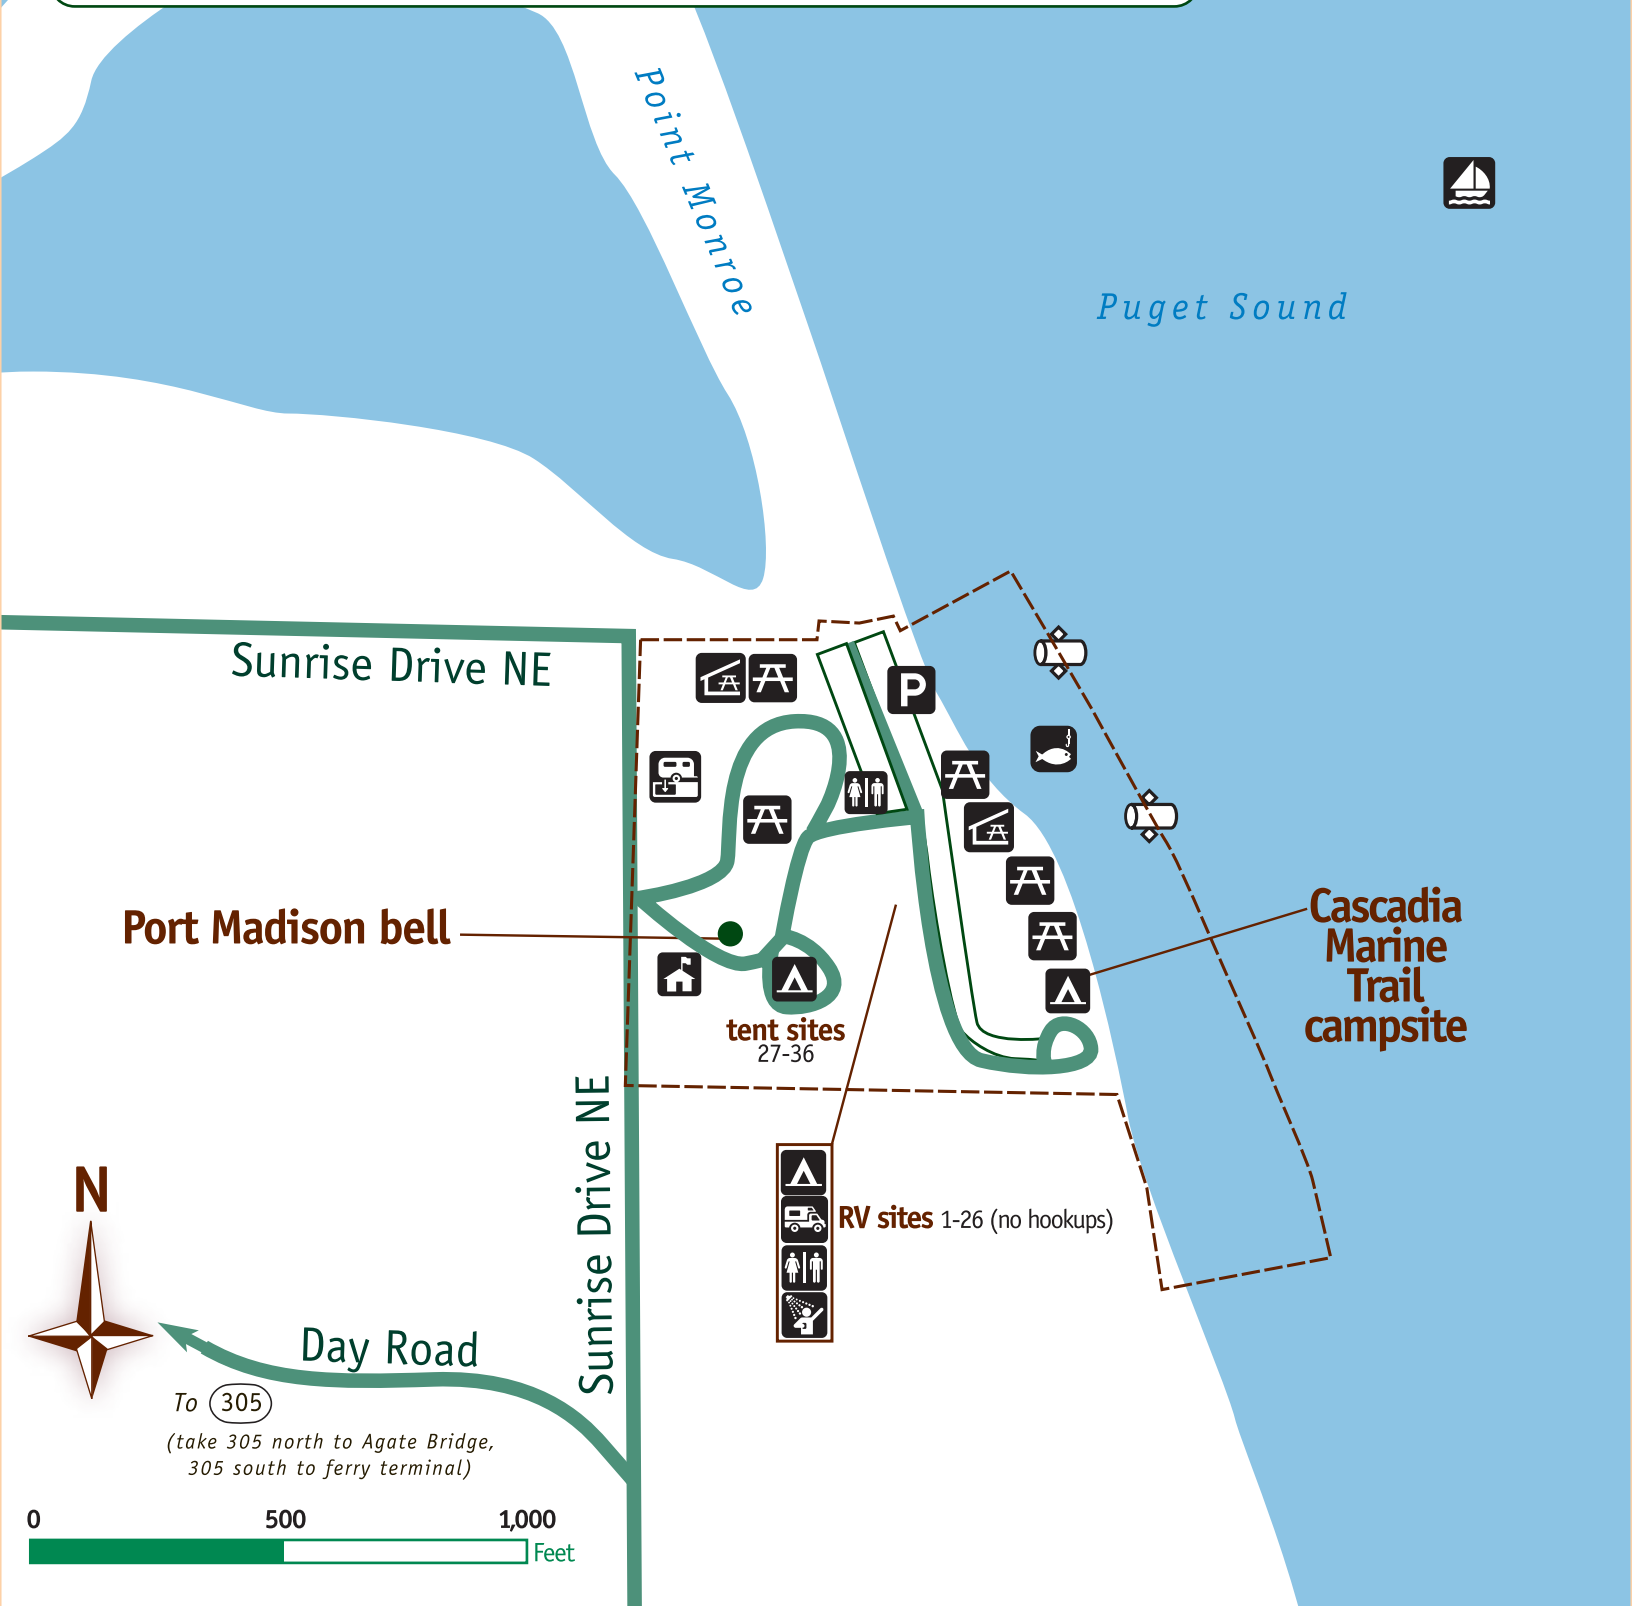 Point Monroe
Puget Sound
Sunrise Drive NE
P
Port Madison bell
Cascadia
Marine
Trail
campsite
tent sites
27-36
Sunrise Drive NE
RV sites 1-26 (no hookups)
N
Day Road
To 305
(take 305 north to Agate Bridge,
305 south to ferry terminal)
0 500 1,000
Feet